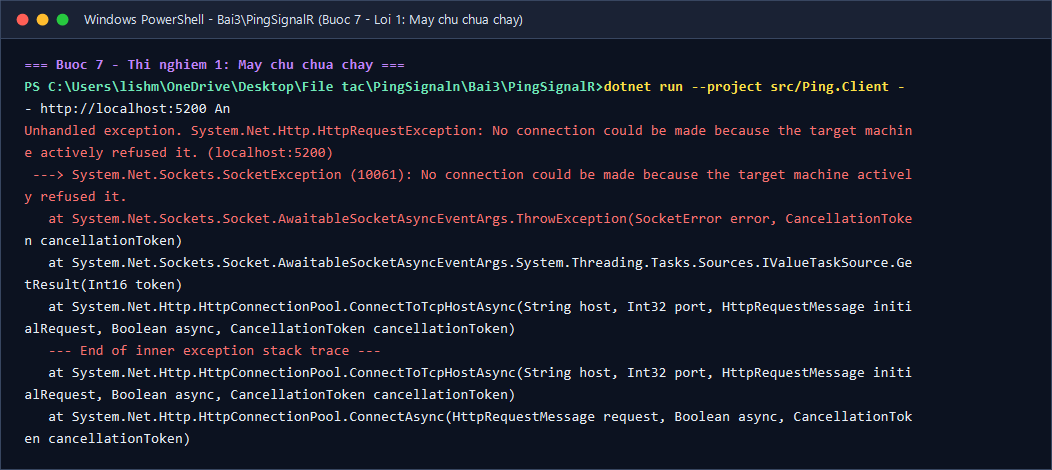 Windows PowerShell - Bai3\PingSignalR (Buoc 7 - Loi 1: May chu chua chay)
=== Buoc 7 - Thi nghiem 1: May chu chua chay ===
PS C:\Users\lishm\OneDrive\Desktop\File tac\PingSignaln\Bai3\PingSignalR>dotnet run --project src/Ping.Client -
- http://localhost:5200 An
Unhandled exception. System.Net.Http.HttpRequestException: No connection could be made because the target machin
e actively refused it. (localhost:5200)
 ---> System.Net.Sockets.SocketException (10061): No connection could be made because the target machine activel
y refused it.
   at System.Net.Sockets.Socket.AwaitableSocketAsyncEventArgs.ThrowException(SocketError error, CancellationToke
n cancellationToken)
   at System.Net.Sockets.Socket.AwaitableSocketAsyncEventArgs.System.Threading.Tasks.Sources.IValueTaskSource.Ge
tResult(Int16 token)
   at System.Net.Http.HttpConnectionPool.ConnectToTcpHostAsync(String host, Int32 port, HttpRequestMessage initi
alRequest, Boolean async, CancellationToken cancellationToken)
   --- End of inner exception stack trace ---
   at System.Net.Http.HttpConnectionPool.ConnectToTcpHostAsync(String host, Int32 port, HttpRequestMessage initi
alRequest, Boolean async, CancellationToken cancellationToken)
   at System.Net.Http.HttpConnectionPool.ConnectAsync(HttpRequestMessage request, Boolean async, CancellationTok
en cancellationToken)